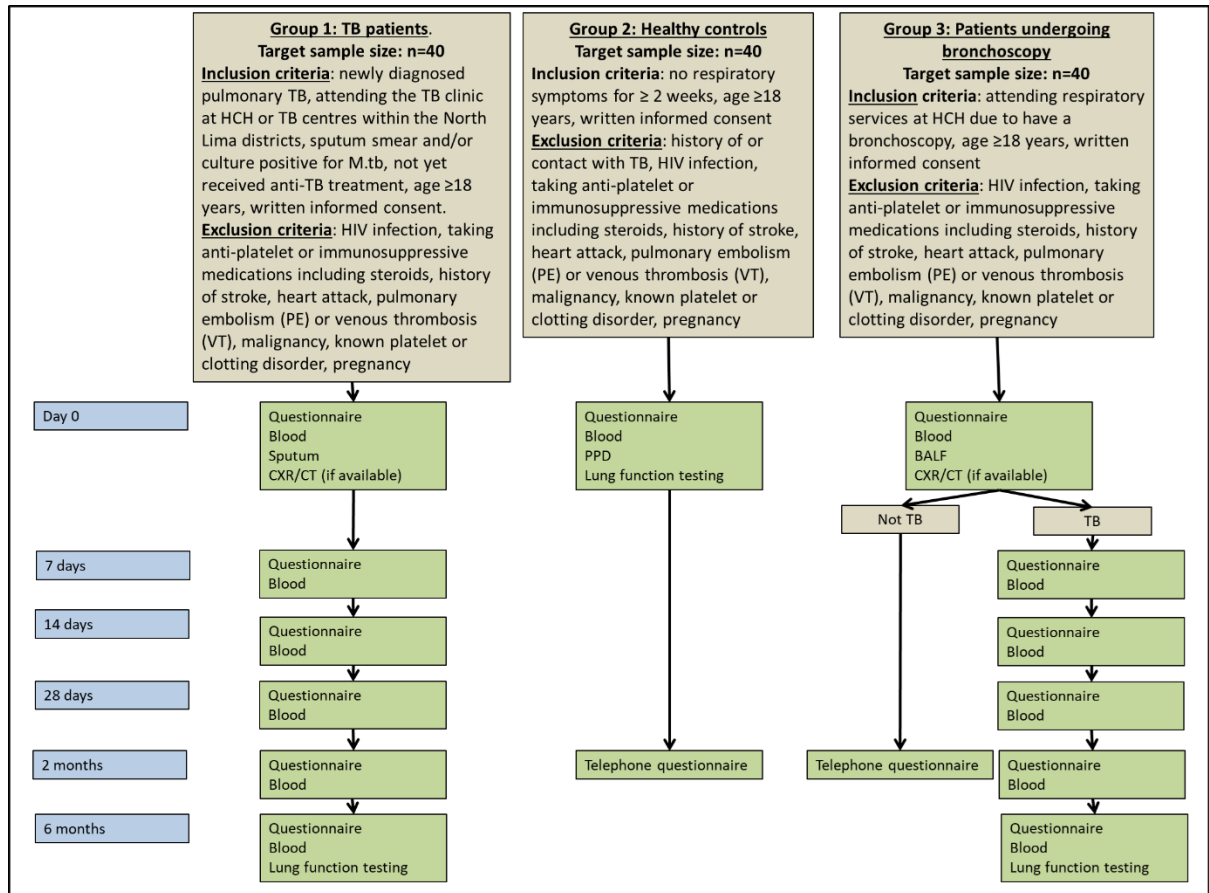 Group 1: TB patients.
Target sample size: n=40
Inclusion criteria: newly diagnosed
pulmonary TB, attending the TB clinic
at HCH or TB centres within the North
Lima districts, sputum smear and/or
culture positive for M.tb, not yet
received anti-TB treatment, age ≥18
years, written informed consent.
Exclusion criteria: HIV infection, taking
anti-platelet or immunosuppressive
medications including steroids, history
of stroke, heart attack, pulmonary
embolism (PE) or venous thrombosis
(VT), malignancy, known platelet or
clotting disorder, pregnancy
Group 2: Healthy controls
Target sample size: n=40
Inclusion criteria: no respiratory
symptoms for ≥ 2 weeks, age ≥18
years, written informed consent
Exclusion criteria: history of or
contact with TB, HIV infection,
taking anti-platelet or
immunosuppressive medications
including steroids, history of stroke,
heart attack, pulmonary embolism
(PE) or venous thrombosis (VT),
malignancy, known platelet or
clotting disorder, pregnancy
Group 3: Patients undergoing
bronchoscopy
Target sample size: n=40
Inclusion criteria: attending respiratory
services at HCH due to have a
bronchoscopy, age ≥18 years, written
informed consent
Exclusion criteria: HIV infection, taking
anti-platelet or immunosuppressive
medications including steroids, history
of stroke, heart attack, pulmonary
embolism (PE) or venous thrombosis
(VT), malignancy, known platelet or
clotting disorder, pregnancy
Day 0
Questionnaire
Blood
Sputum
CXR/CT (if available)
Questionnaire
Blood
PPD
Lung function testing
Questionnaire
Blood
BALF
CXR/CT (if available)
Not TB
TB
7 days
Questionnaire
Blood
Questionnaire
Blood
14 days
Questionnaire
Blood
Questionnaire
Blood
28 days
Questionnaire
Blood
Questionnaire
Blood
2 months
Questionnaire
Blood
Telephone questionnaire
Telephone questionnaire
Questionnaire
Blood
6 months
Questionnaire
Blood
Lung function testing
Questionnaire
Blood
Lung function testing